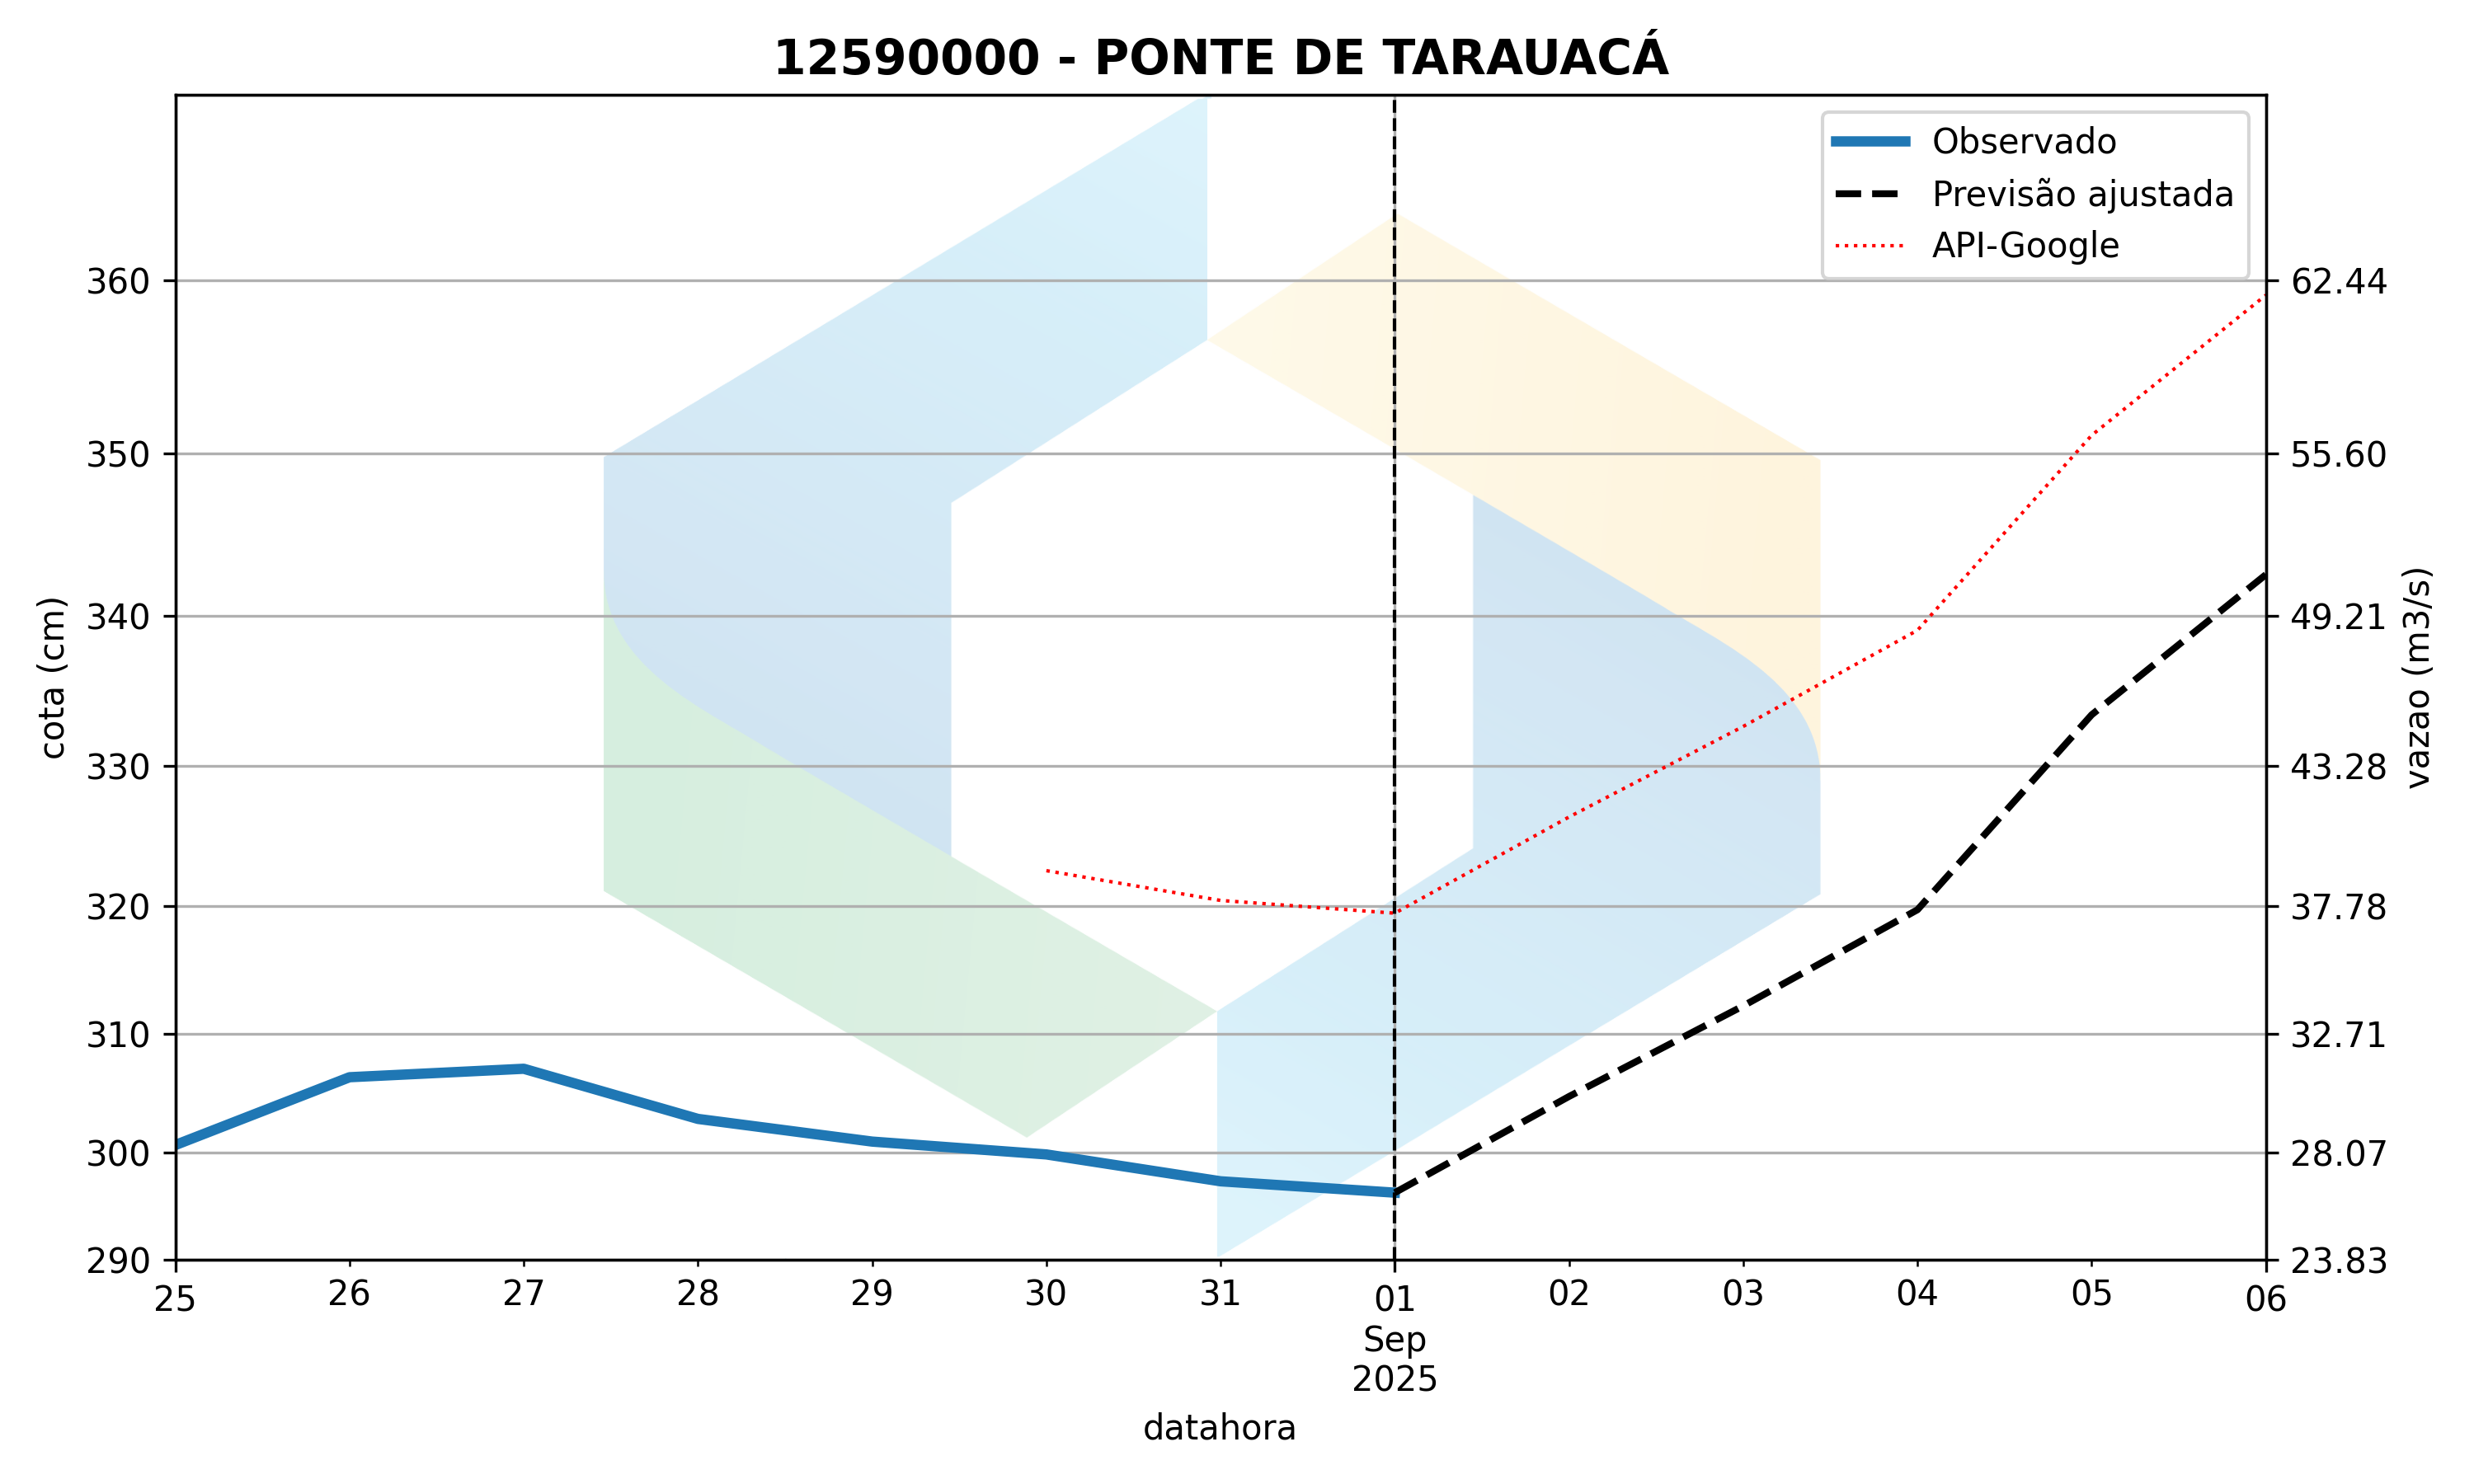 12590000 - PONTE DE TARAUACÁ
Observado
Previsão ajustada
API-Google
cota (cm)
360
350
340
330
320
310
300
290
62.44
55.60
49.21
43.28
37.78
32.71
28.07
23.83
vazao (m3/s)
25 26 27 28 29 30 31 01 02 03 04 05 06
Sep
2025
datahora